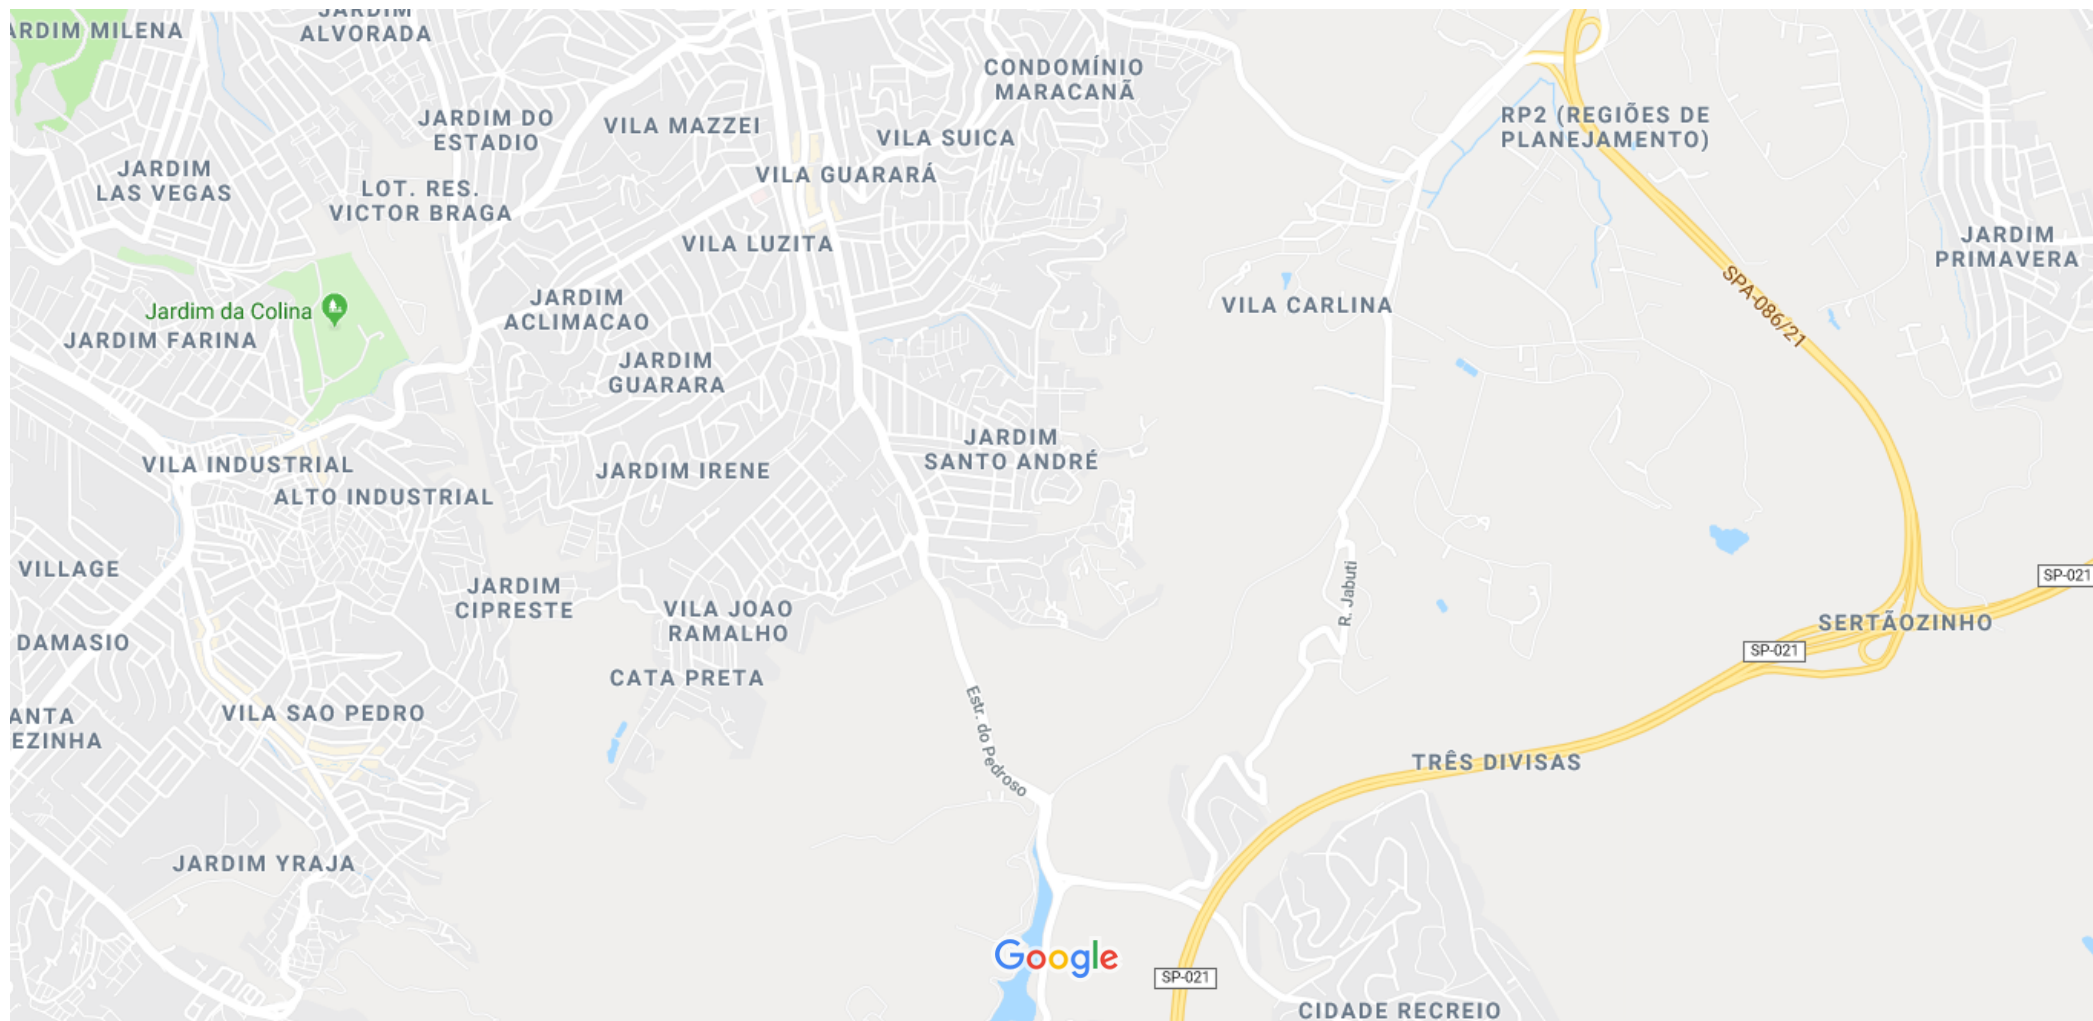 JARDIM
ALVORADA
ARDIM MILENA
CONDOMÍNIO
MARACANÃ
JARDIM DO
ESTADIO
VILA MAZZEI
VILA SUICA
RP2 (REGIÕES DE
PLANEJAMENTO)
JARDIM
LAS VEGAS
LOT. RES.
VICTOR BRAGA
VILA GUARARÁ
VILA LUZITA
JARDIM
PRIMAVERA
SPA-086/21
Jardim da Colina
JARDIM
ACLIMACAO
VILA CARLINA
JARDIM FARINA
JARDIM
GUARARA
JARDIM
SANTO ANDRÉ
VILA INDUSTRIAL
JARDIM IRENE
ALTO INDUSTRIAL
VILLAGE
JARDIM
CIPRESTE
R. Jabuti
SP-021
VILA JOAO
RAMALHO
SERTÃOZINHO
DAMASIO
SP-021
CATA PRETA
ANTA
EZINHA
VILA SAO PEDRO
Estr. do Pedroso
TRÊS DIVISAS
JARDIM YRAJA
Google
SP-021
CIDADE RECREIO